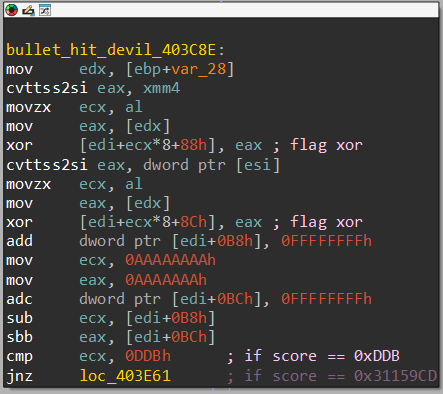 bullet_hit_devil_403C8E:
mov     edx, [ebp+var_28]
cvttss2si eax, xmm4
movzx   ecx, al
mov     eax, [edx]
xor     [edi+ecx*8+88h], eax ; flag xor
cvttss2si eax, dword ptr [esi]
movzx   ecx, al
mov     eax, [edx]
xor     [edi+ecx*8+8Ch], eax ; flag xor
add     dword ptr [edi+0B8h], 0FFFFFFFFh
mov     ecx, 0AAAAAAAAh
mov     eax, 0AAAAAAAh
adc     dword ptr [edi+0BCh], 0FFFFFFFFh
sub     ecx, [edi+0B8h]
sbb     eax, [edi+0BCh]
cmp     ecx, 0DDBh      ; if score == 0xDDB
jnz     loc_403E61      ; if score == 0x31159CD